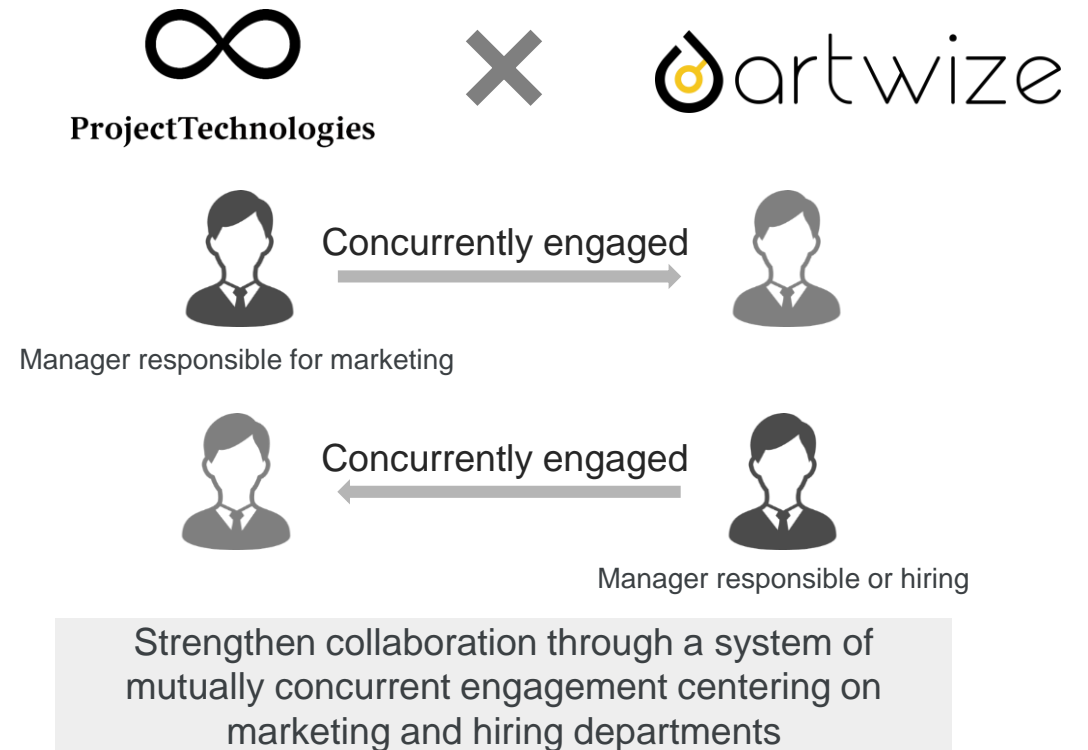 ProjectTechnologies
artwize
Concurrently engaged
Manager responsible for marketing
Concurrently engaged
Manager responsible or hiring
Strengthen collaboration through a system of
mutually concurrent engagement centering on
marketing and hiring departments